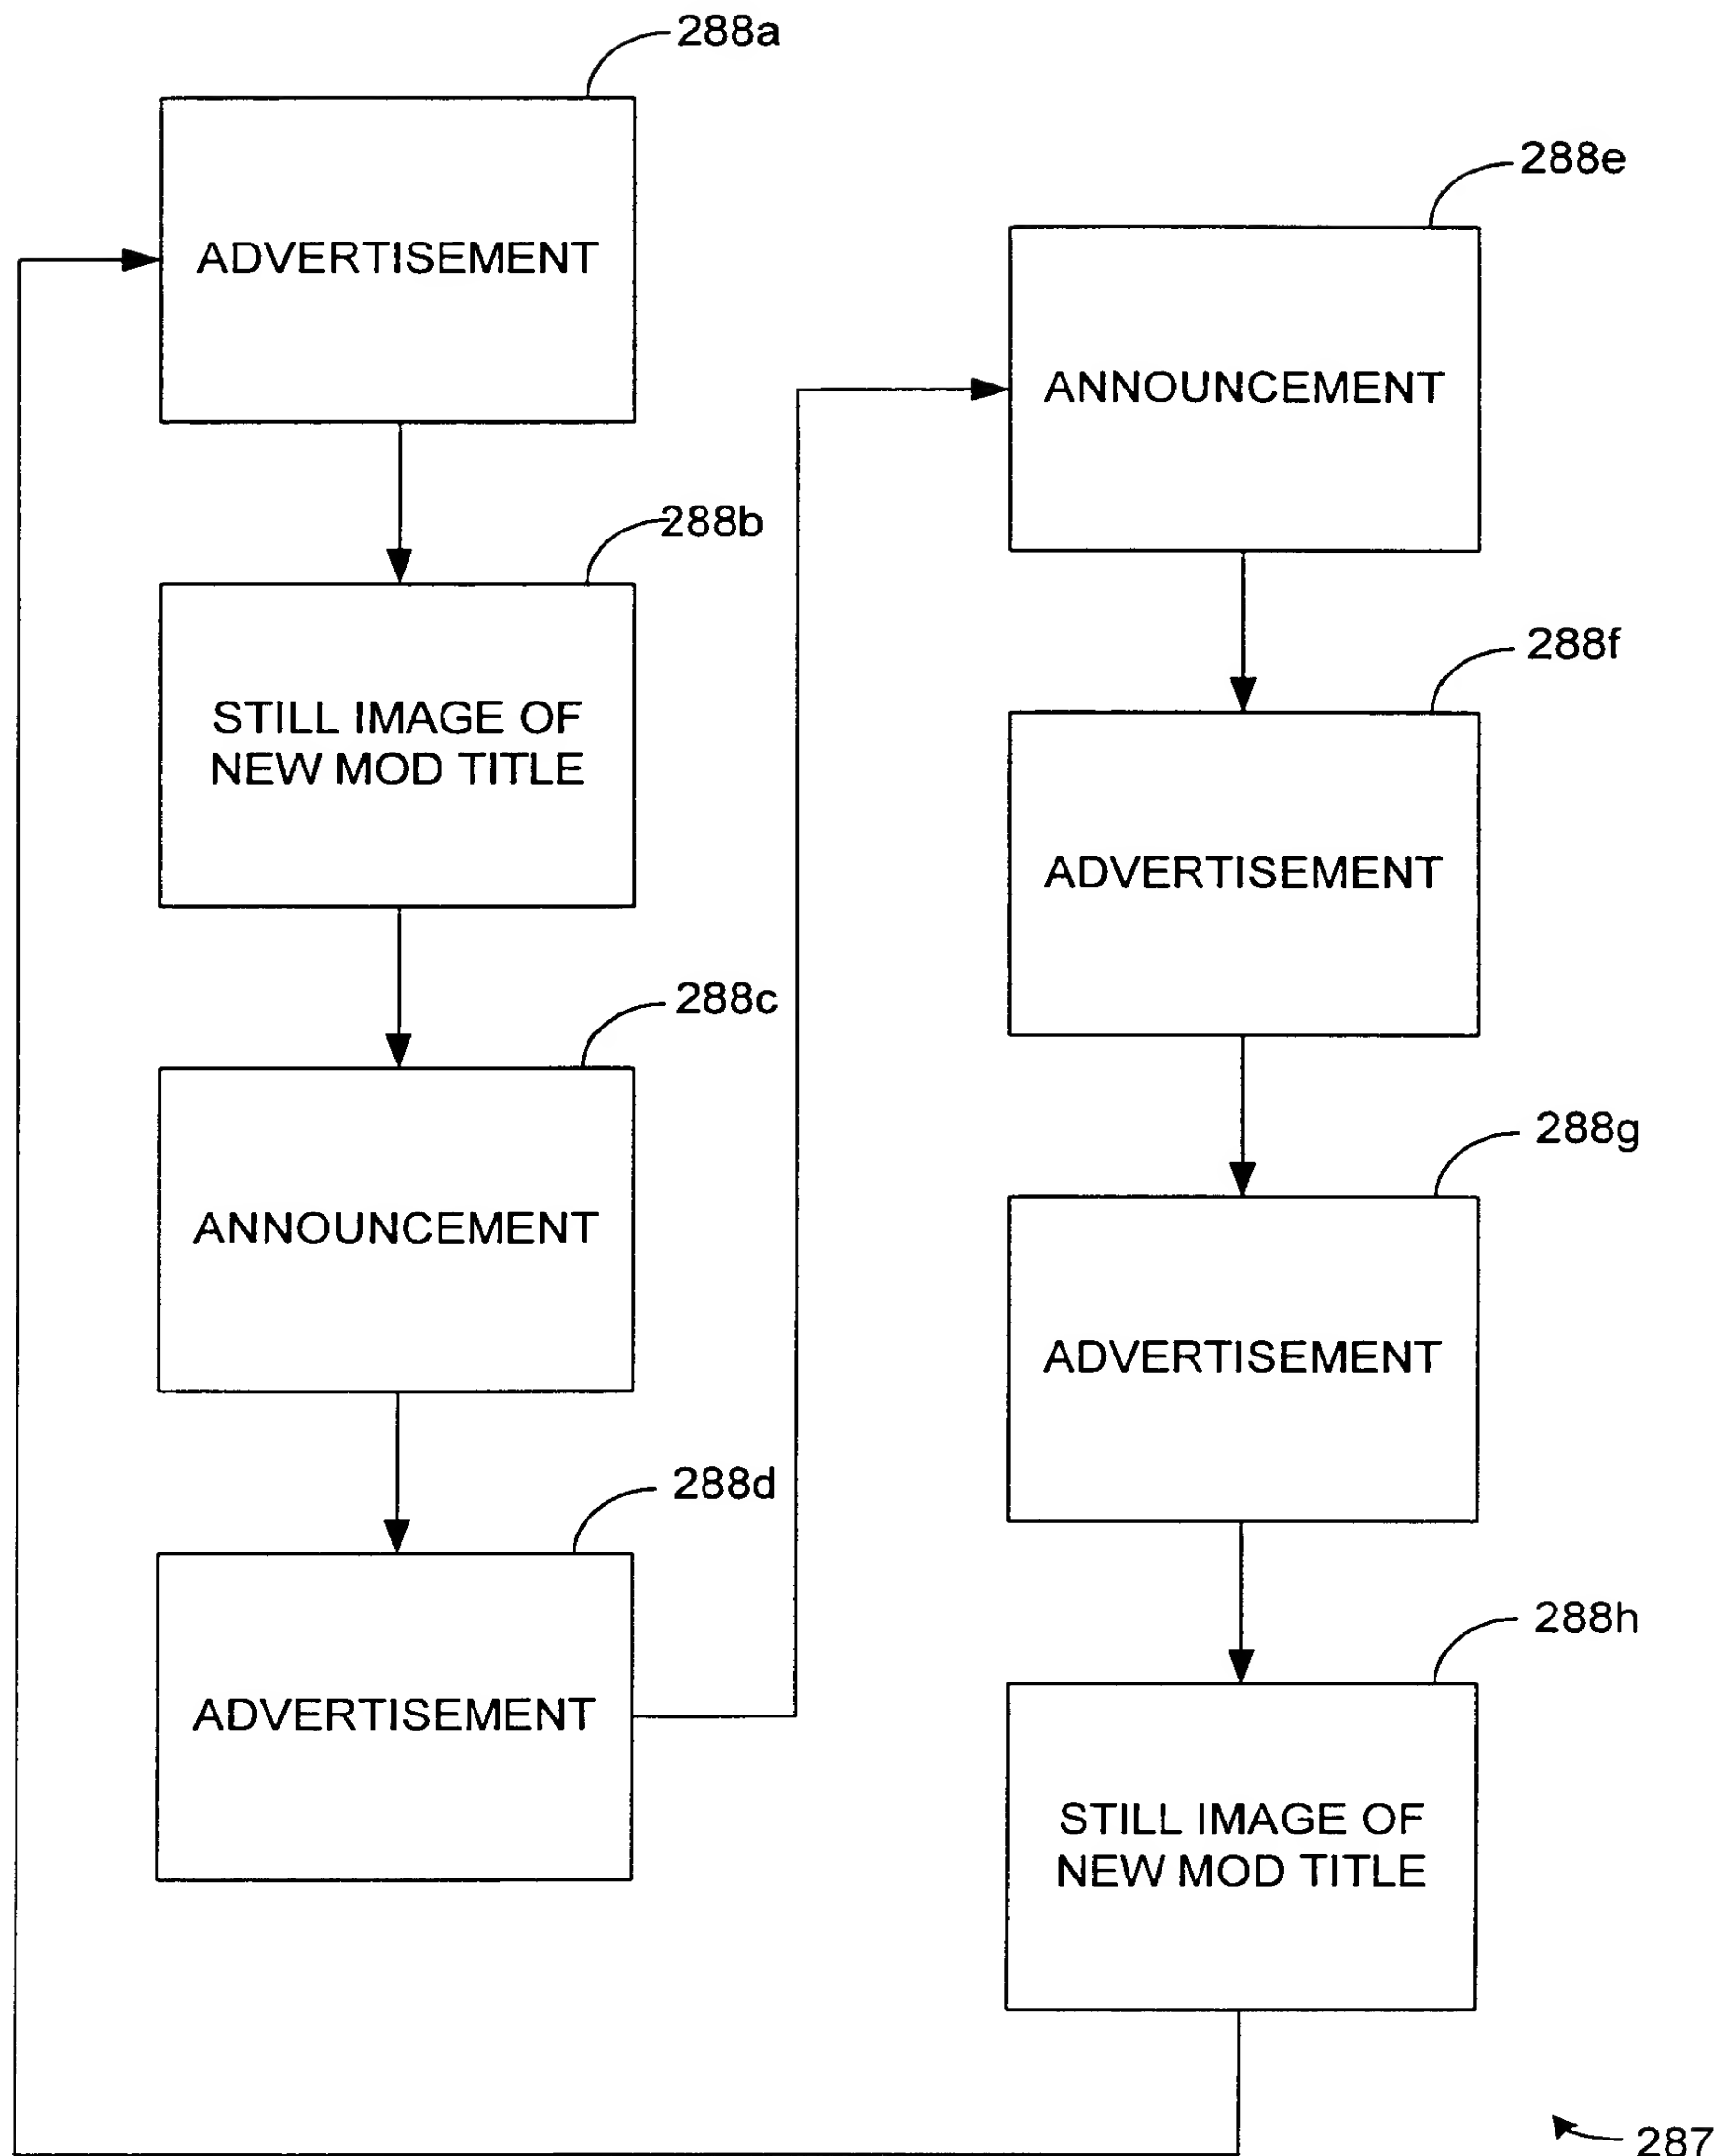 288a
ADVERTISEMENT
288b
STILL IMAGE OF
NEW MOD TITLE
288c
ANNOUNCEMENT
288d
ADVERTISEMENT
288e
ANNOUNCEMENT
288f
ADVERTISEMENT
288g
ADVERTISEMENT
288h
STILL IMAGE OF
NEW MOD TITLE
287